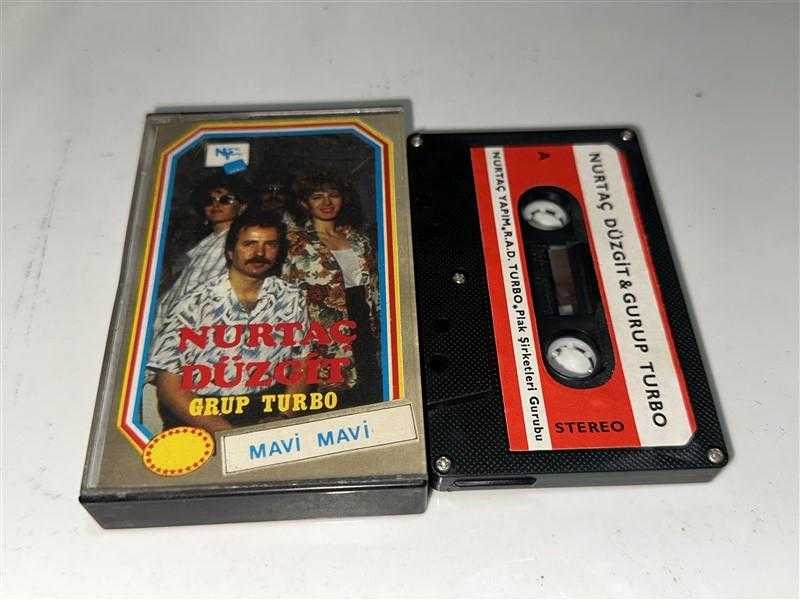 NURTAÇ
DÜZGİT
GRUP TURBO
MAVİ MAVİ
NURTAÇ DÜZGİT & GURUP TURBO
A
STEREO
NURTAÇ YAPIM. R.A.D. TURBO. Plak Şirketleri Gurubu